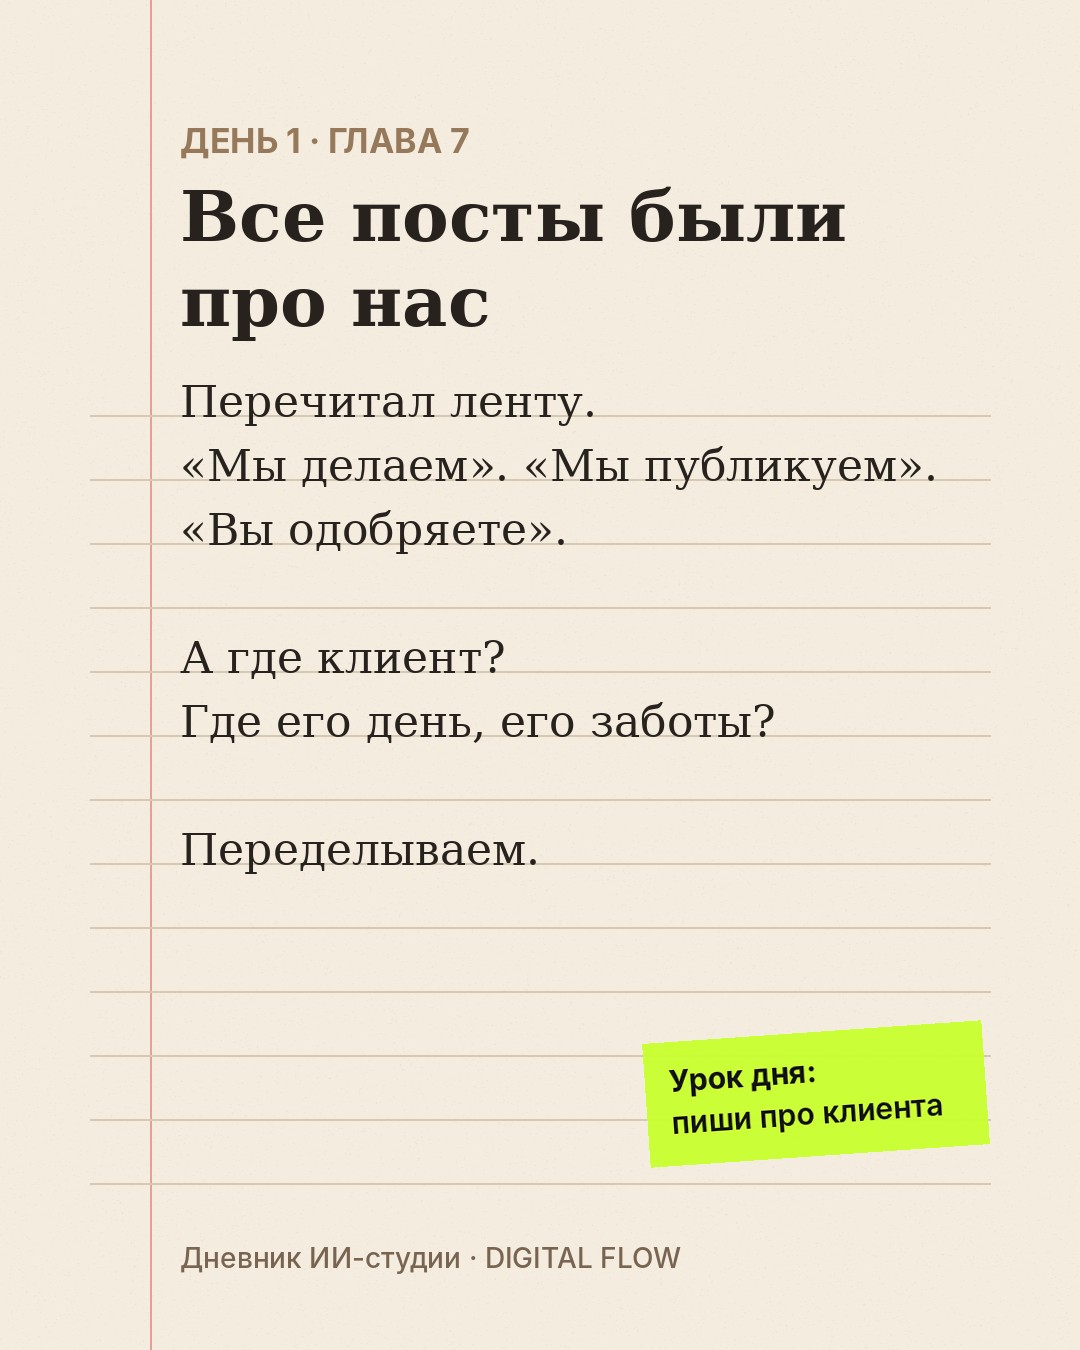 ДЕНЬ 1 · ГЛАВА 7
Все посты были
про нас
Перечитал ленту.
«Мы делаем». «Мы публикуем».
«Вы одобряете».
А где клиент?
Где его день, его заботы?
Переделываем.
Урок дня:
пиши про клиента
Дневник ИИ-студии · DIGITAL FLOW